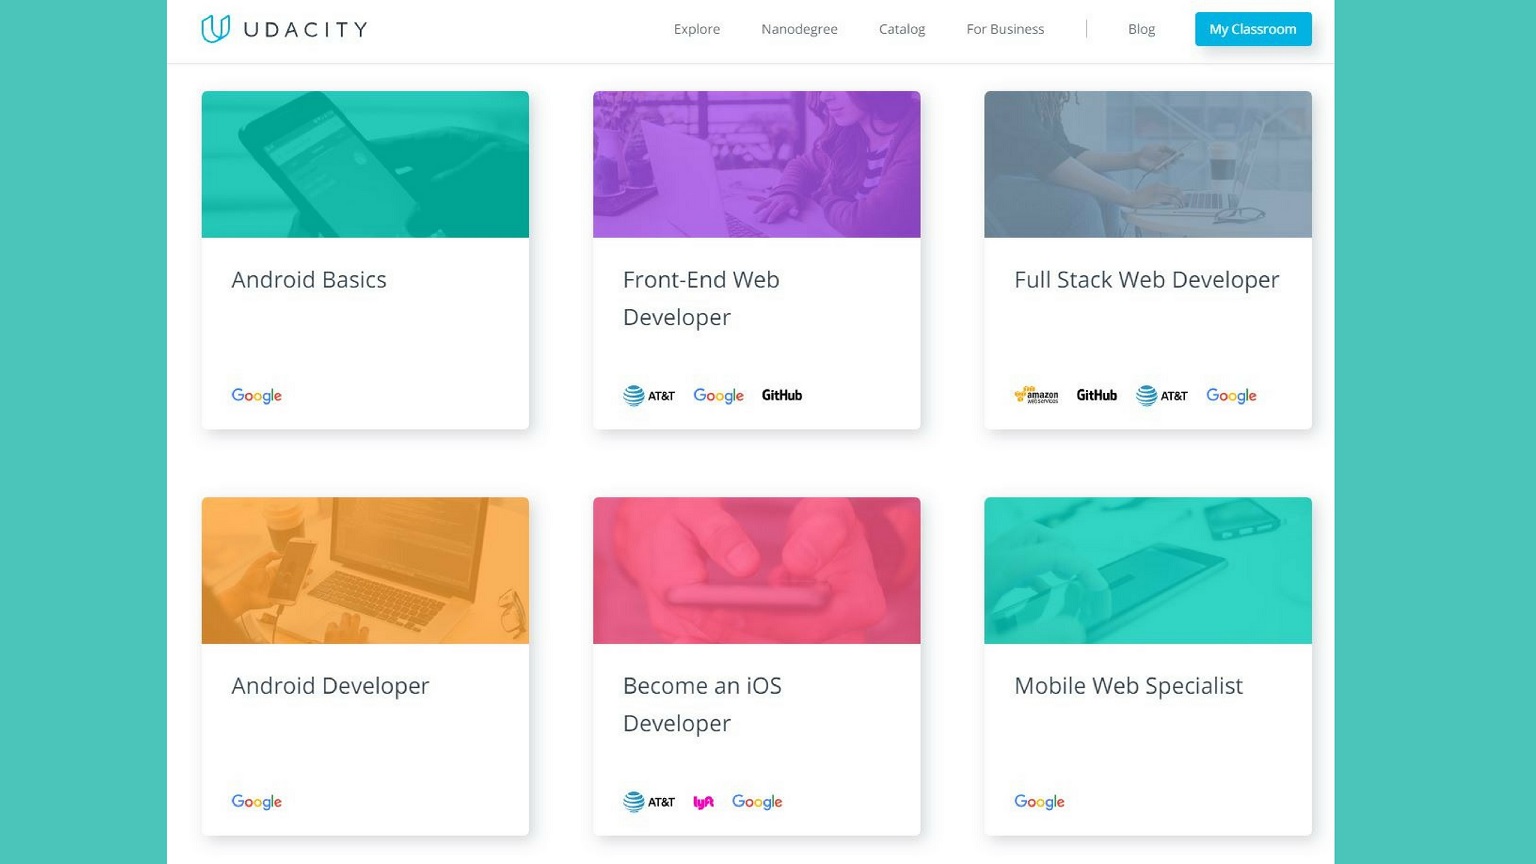 UDACITY
Explore Nanodegree Catalog For Business Blog My Classroom
Android Basics
Google
Front-End Web
Developer
AT&T Google GitHub
Full Stack Web Developer
amazon
web services
GitHub AT&T Google
Android Developer
Google
Become an iOS
Developer
AT&T lyft Google
Mobile Web Specialist
Google